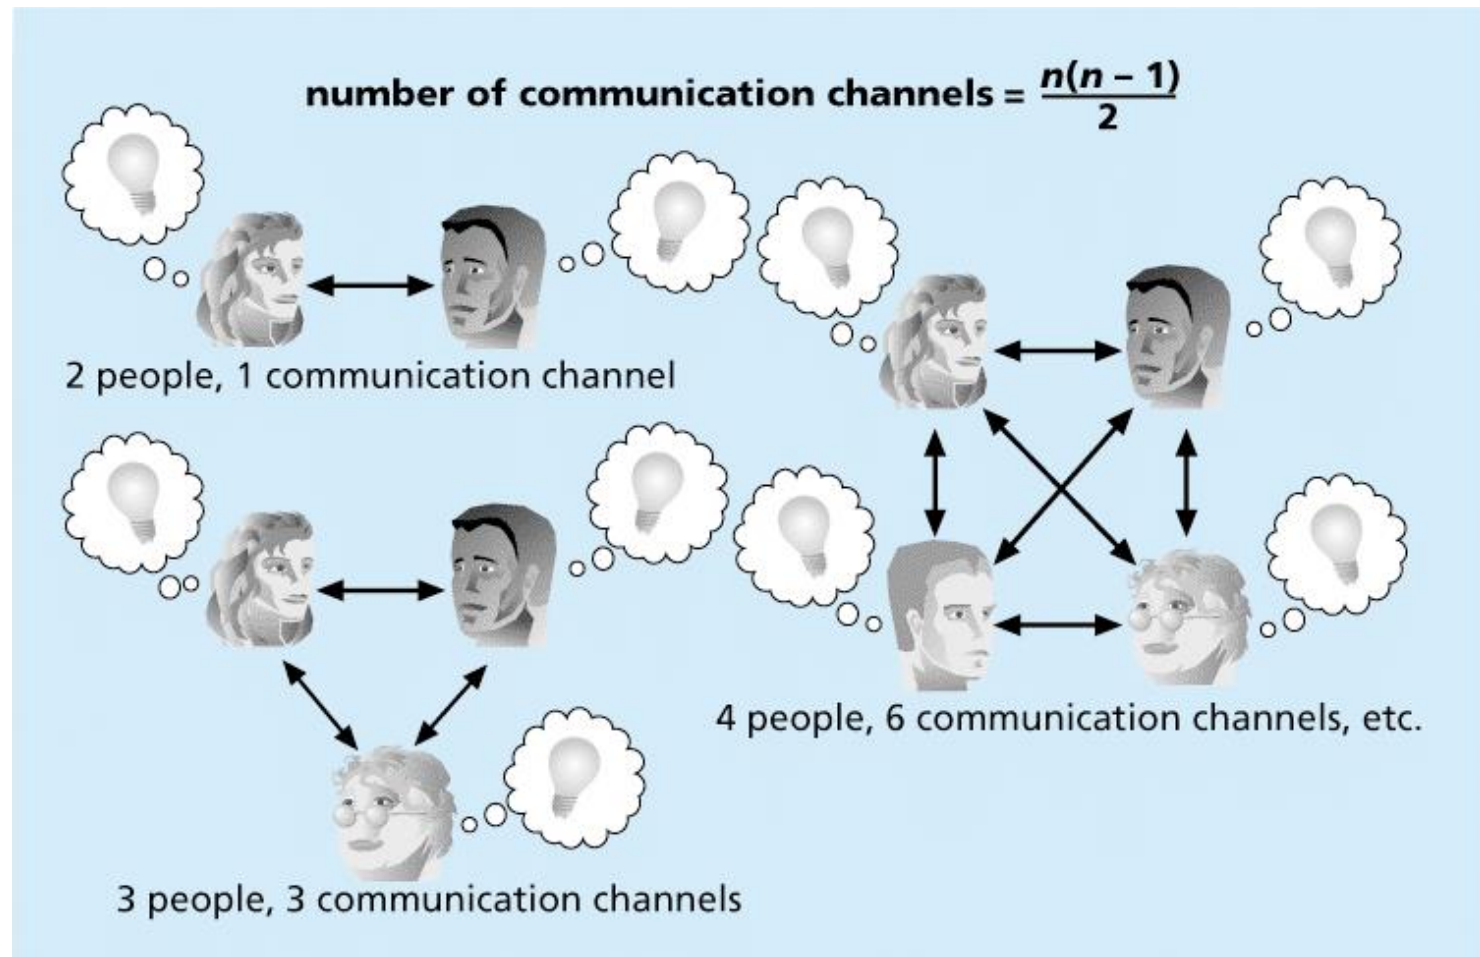 number of communication channels = n(n – 1)/2
2 people, 1 communication channel
4 people, 6 communication channels, etc.
3 people, 3 communication channels